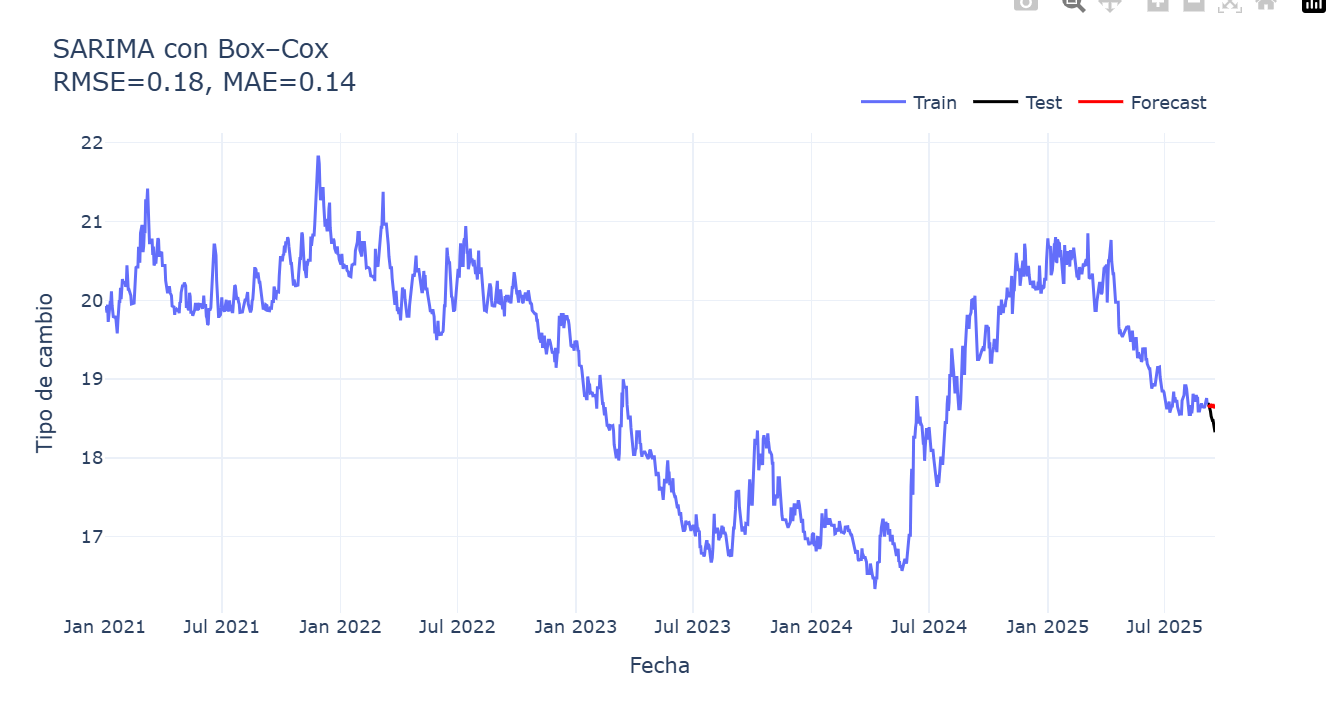 SARIMA con Box–Cox
RMSE=0.18, MAE=0.14
Train Test Forecast
22
21
20
19
18
17
Tipo de cambio
Jan 2021 Jul 2021 Jan 2022 Jul 2022 Jan 2023 Jul 2023 Jan 2024 Jul 2024 Jan 2025 Jul 2025
Fecha